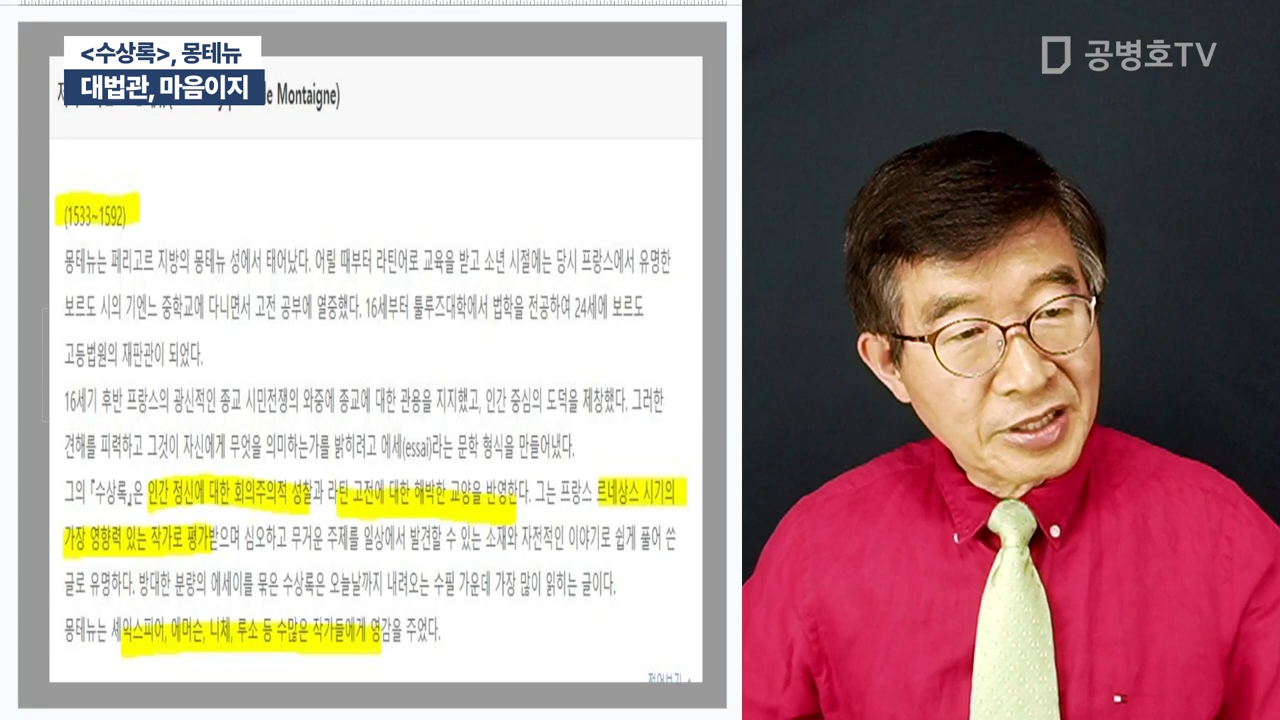 <수상록>, 몽테뉴
대법관, 마음이지
de Montaigne)
공병호TV
(1533~1592)
몽테뉴는 페리고르 지방의 몽테뉴 성에서 태어났다. 어릴 때부터 라틴어로 교육을 받고 소년 시절에는 당시 프랑스에서 유명한
보르도 시의 기엔느 중학교에 다니면서 고전 공부에 열중했다. 16세부터 툴루즈대학에서 법학을 전공하여 24세에 보르도
고등법원의 재판관이 되었다.
16세기 후반 프랑스의 광신적인 종교 시민전쟁의 와중에 종교에 대한 관용을 지지했고, 인간 중심의 도덕을 제창했다. 그러한
견해를 피력하고 그것이 자신에게 무엇을 의미하는가를 밝히려고 에세(essai)라는 문학 형식을 만들어냈다.
그의 『수상록』은 인간 정신에 대한 회의주의적 성찰과 라틴 고전에 대한 해박한 교양을 반영한다. 그는 프랑스 르네상스 시기의
가장 영향력 있는 작가로 평가받으며 심오하고 무거운 주제를 일상에서 발견할 수 있는 소재와 자전적인 이야기로 쉽게 풀어 쓴
글로 유명하다. 방대한 분량의 에세이를 묶은 수상록은 오늘날까지 내려오는 수필 가운데 가장 많이 읽히는 글이다.
몽테뉴는 셰익스피어, 에머슨, 니체, 루소 등 수많은 작가들에게 영감을 주었다.